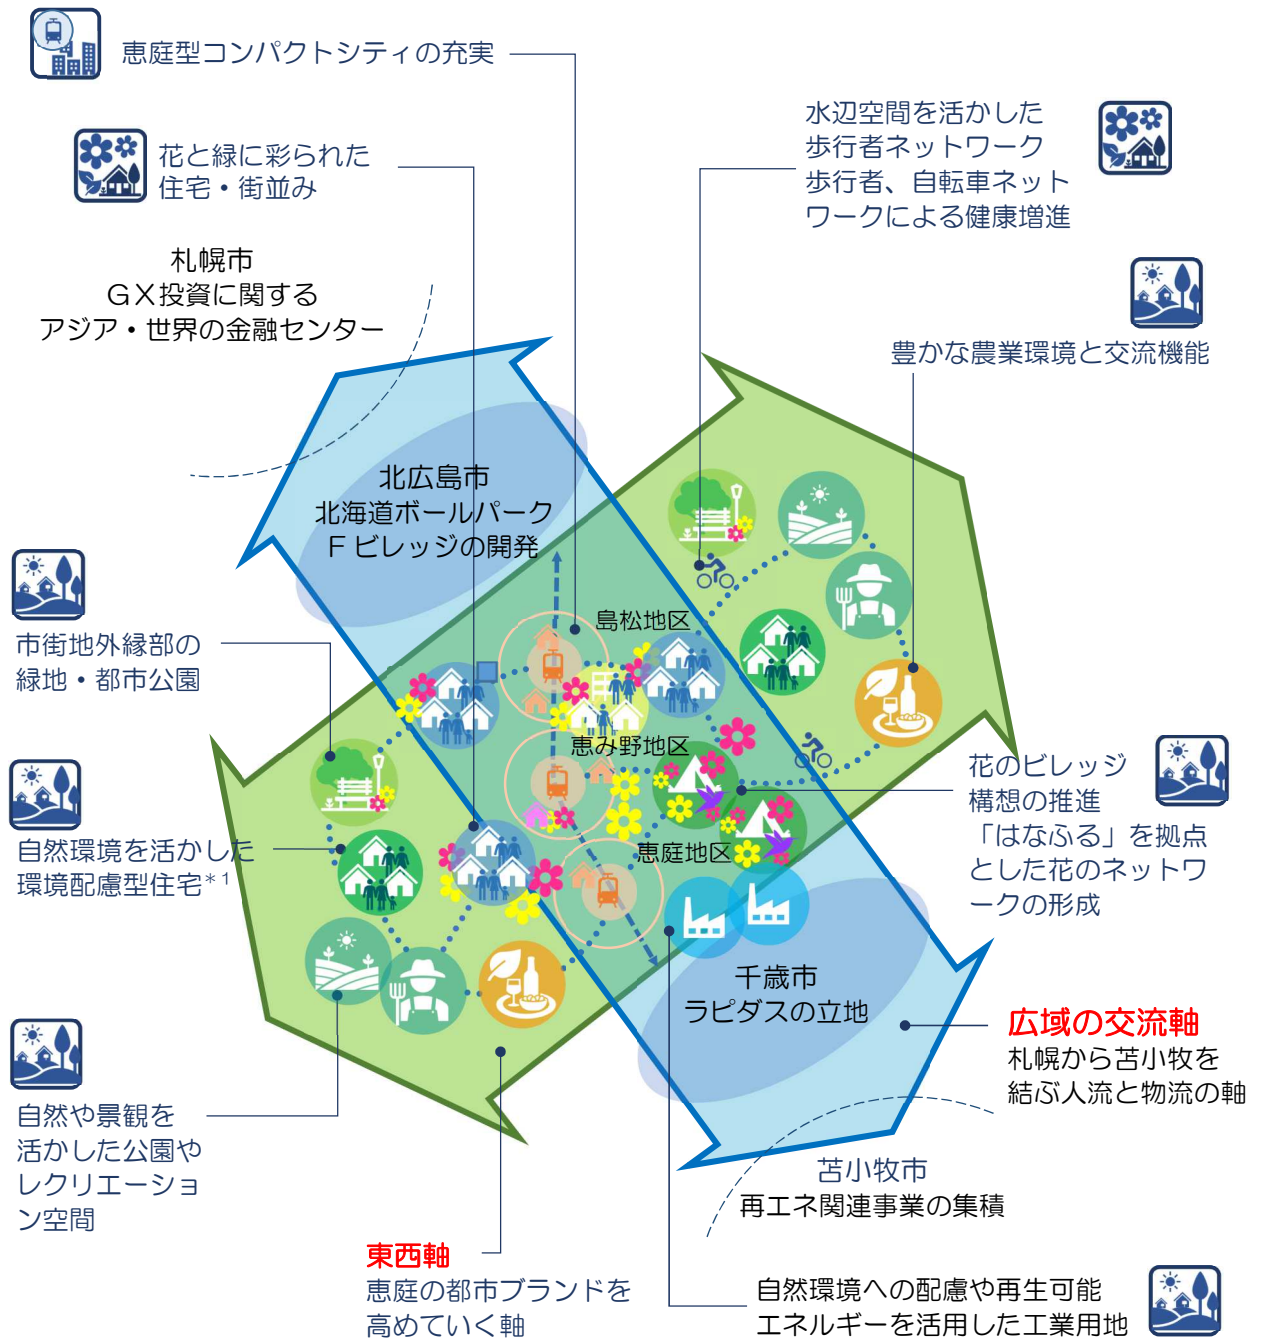 恵庭型コンパクトシティの充実
花と緑に彩られた
住宅・街並み
水辺空間を活かした
歩行者ネットワーク
歩行者、自転車ネット
ワークによる健康増進
札幌市
GX投資に関する
アジア・世界の金融センター
豊かな農業環境と交流機能
北広島市
北海道ボールパーク
Fビレッジの開発
島松地区
市街地外縁部の
緑地・都市公園
恵み野地区
花のビレッジ
構想の推進
「はなふる」を拠点
とした花のネットワ
ークの形成
自然環境を活かした
環境配慮型住宅*1
恵庭地区
千歳市
ラピダスの立地
広域の交流軸
札幌から苫小牧を
結ぶ人流と物流の軸
自然や景観を
活かした公園や
レクリエーショ
ン空間
苫小牧市
再エネ関連事業の集積
東西軸
恵庭の都市ブランドを
高めていく軸
自然環境への配慮や再生可能
エネルギーを活用した工業用地